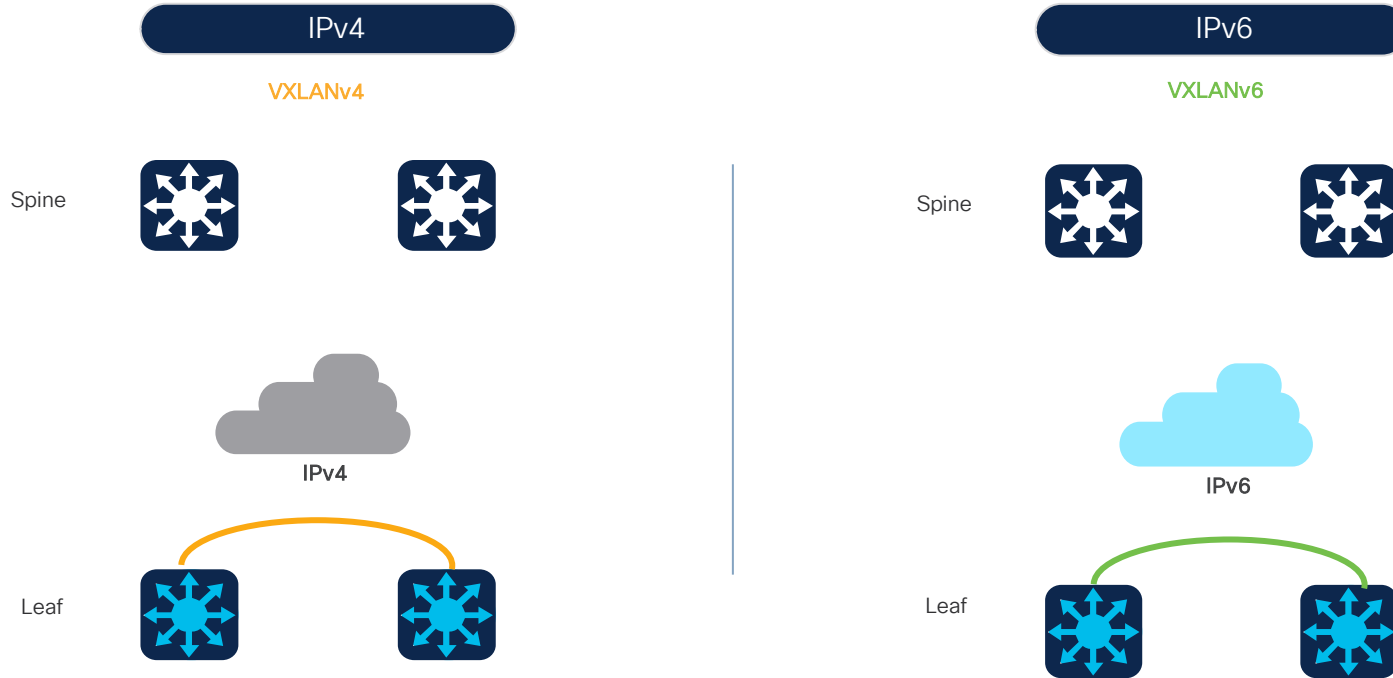 IPv4
VXLANv4
Spine
IPv4
Leaf
IPv6
VXLANv6
Spine
IPv6
Leaf